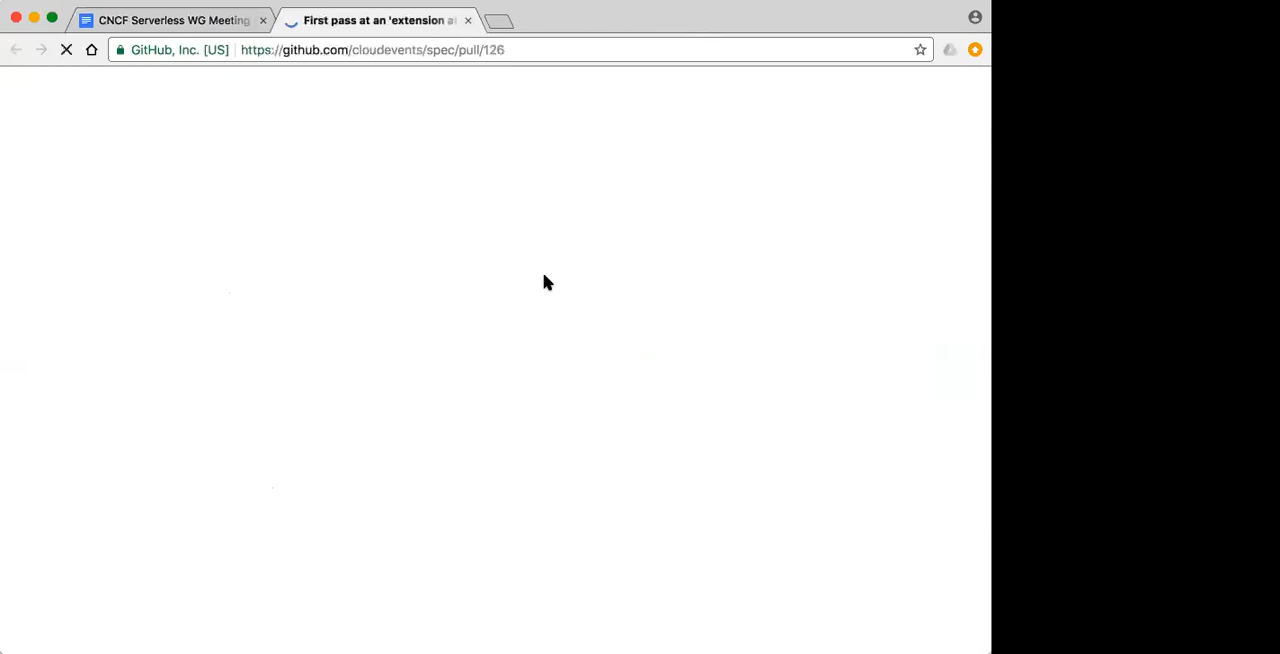 CNCF Serverless WG Meeting
First pass at an 'extension a
GitHub, Inc. [US]
https://github.com/cloudevents/spec/pull/126